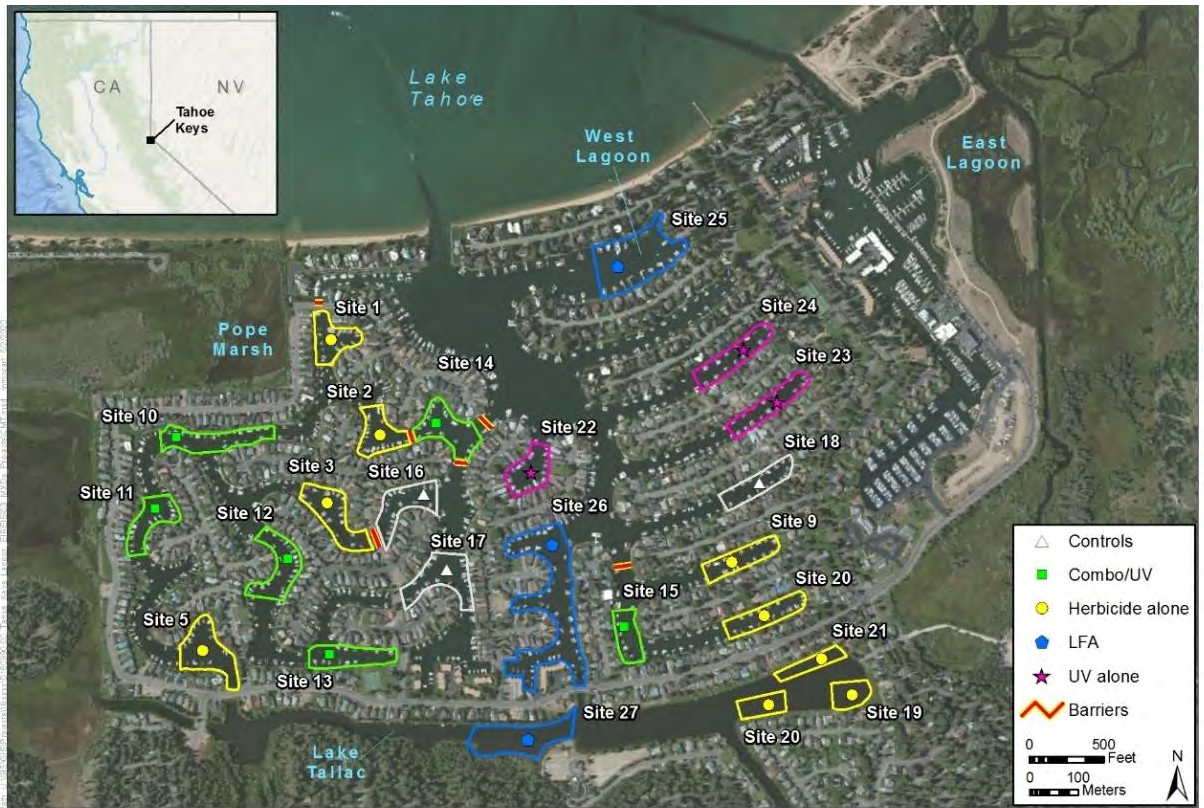 CA
NV
Tahoe
Keys
Lake
Tahoe
West
Lagoon
East
Lagoon
Site 25
Site 24
Site 1
Pope
Marsh
Site 23
Site 14
Site 2
Site 10
Site 22
Site 18
Site 16
Site 3
Site 11
Site 26
Site 12
Site 9
Site 17
Site 15
Site 20
Site 5
Site 21
Site 13
Site 19
Site 27
Site 20
Lake
Tallac
Controls
Combo/UV
Herbicide alone
LFA
UV alone
Barriers
0 500
Feet
0 100
Meters
N